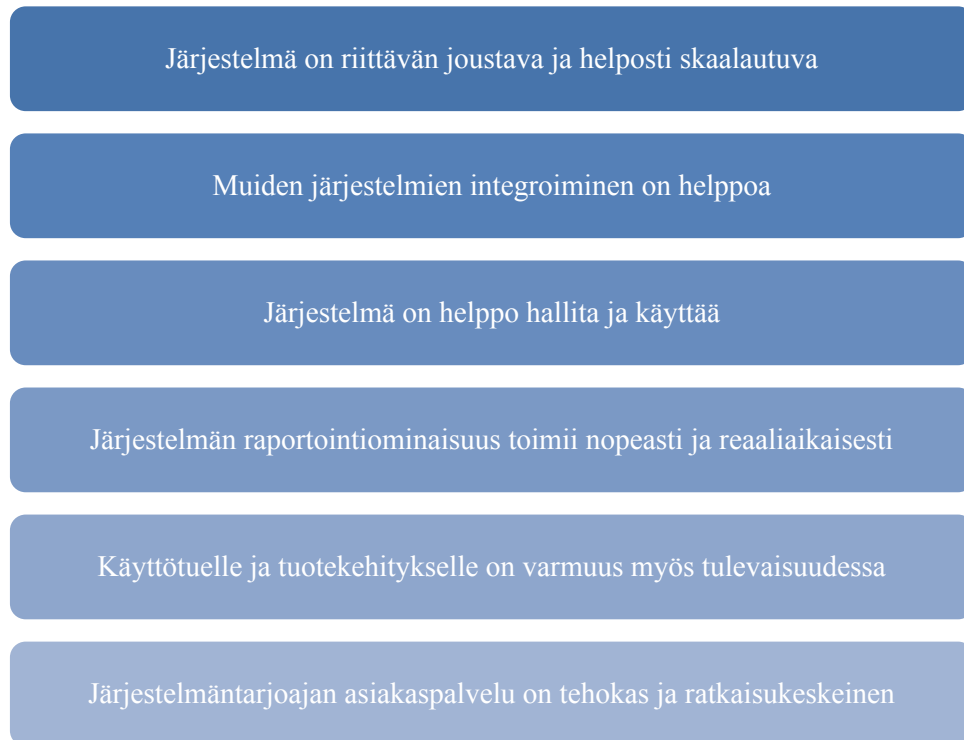 Järjestelmä on riittävän joustava ja helposti skaalautuva
Muiden järjestelmien integroiminen on helppoa
Järjestelmä on helppo hallita ja käyttää
Järjestelmän raportointiominaisuus toimii nopeasti ja reaaliaikaisesti
Käyttötuelle ja tuotekehitykselle on varmuus myös tulevaisuudessa
Järjestelmäntarjoajan asiakaspalvelu on tehokas ja ratkaisukeskeinen